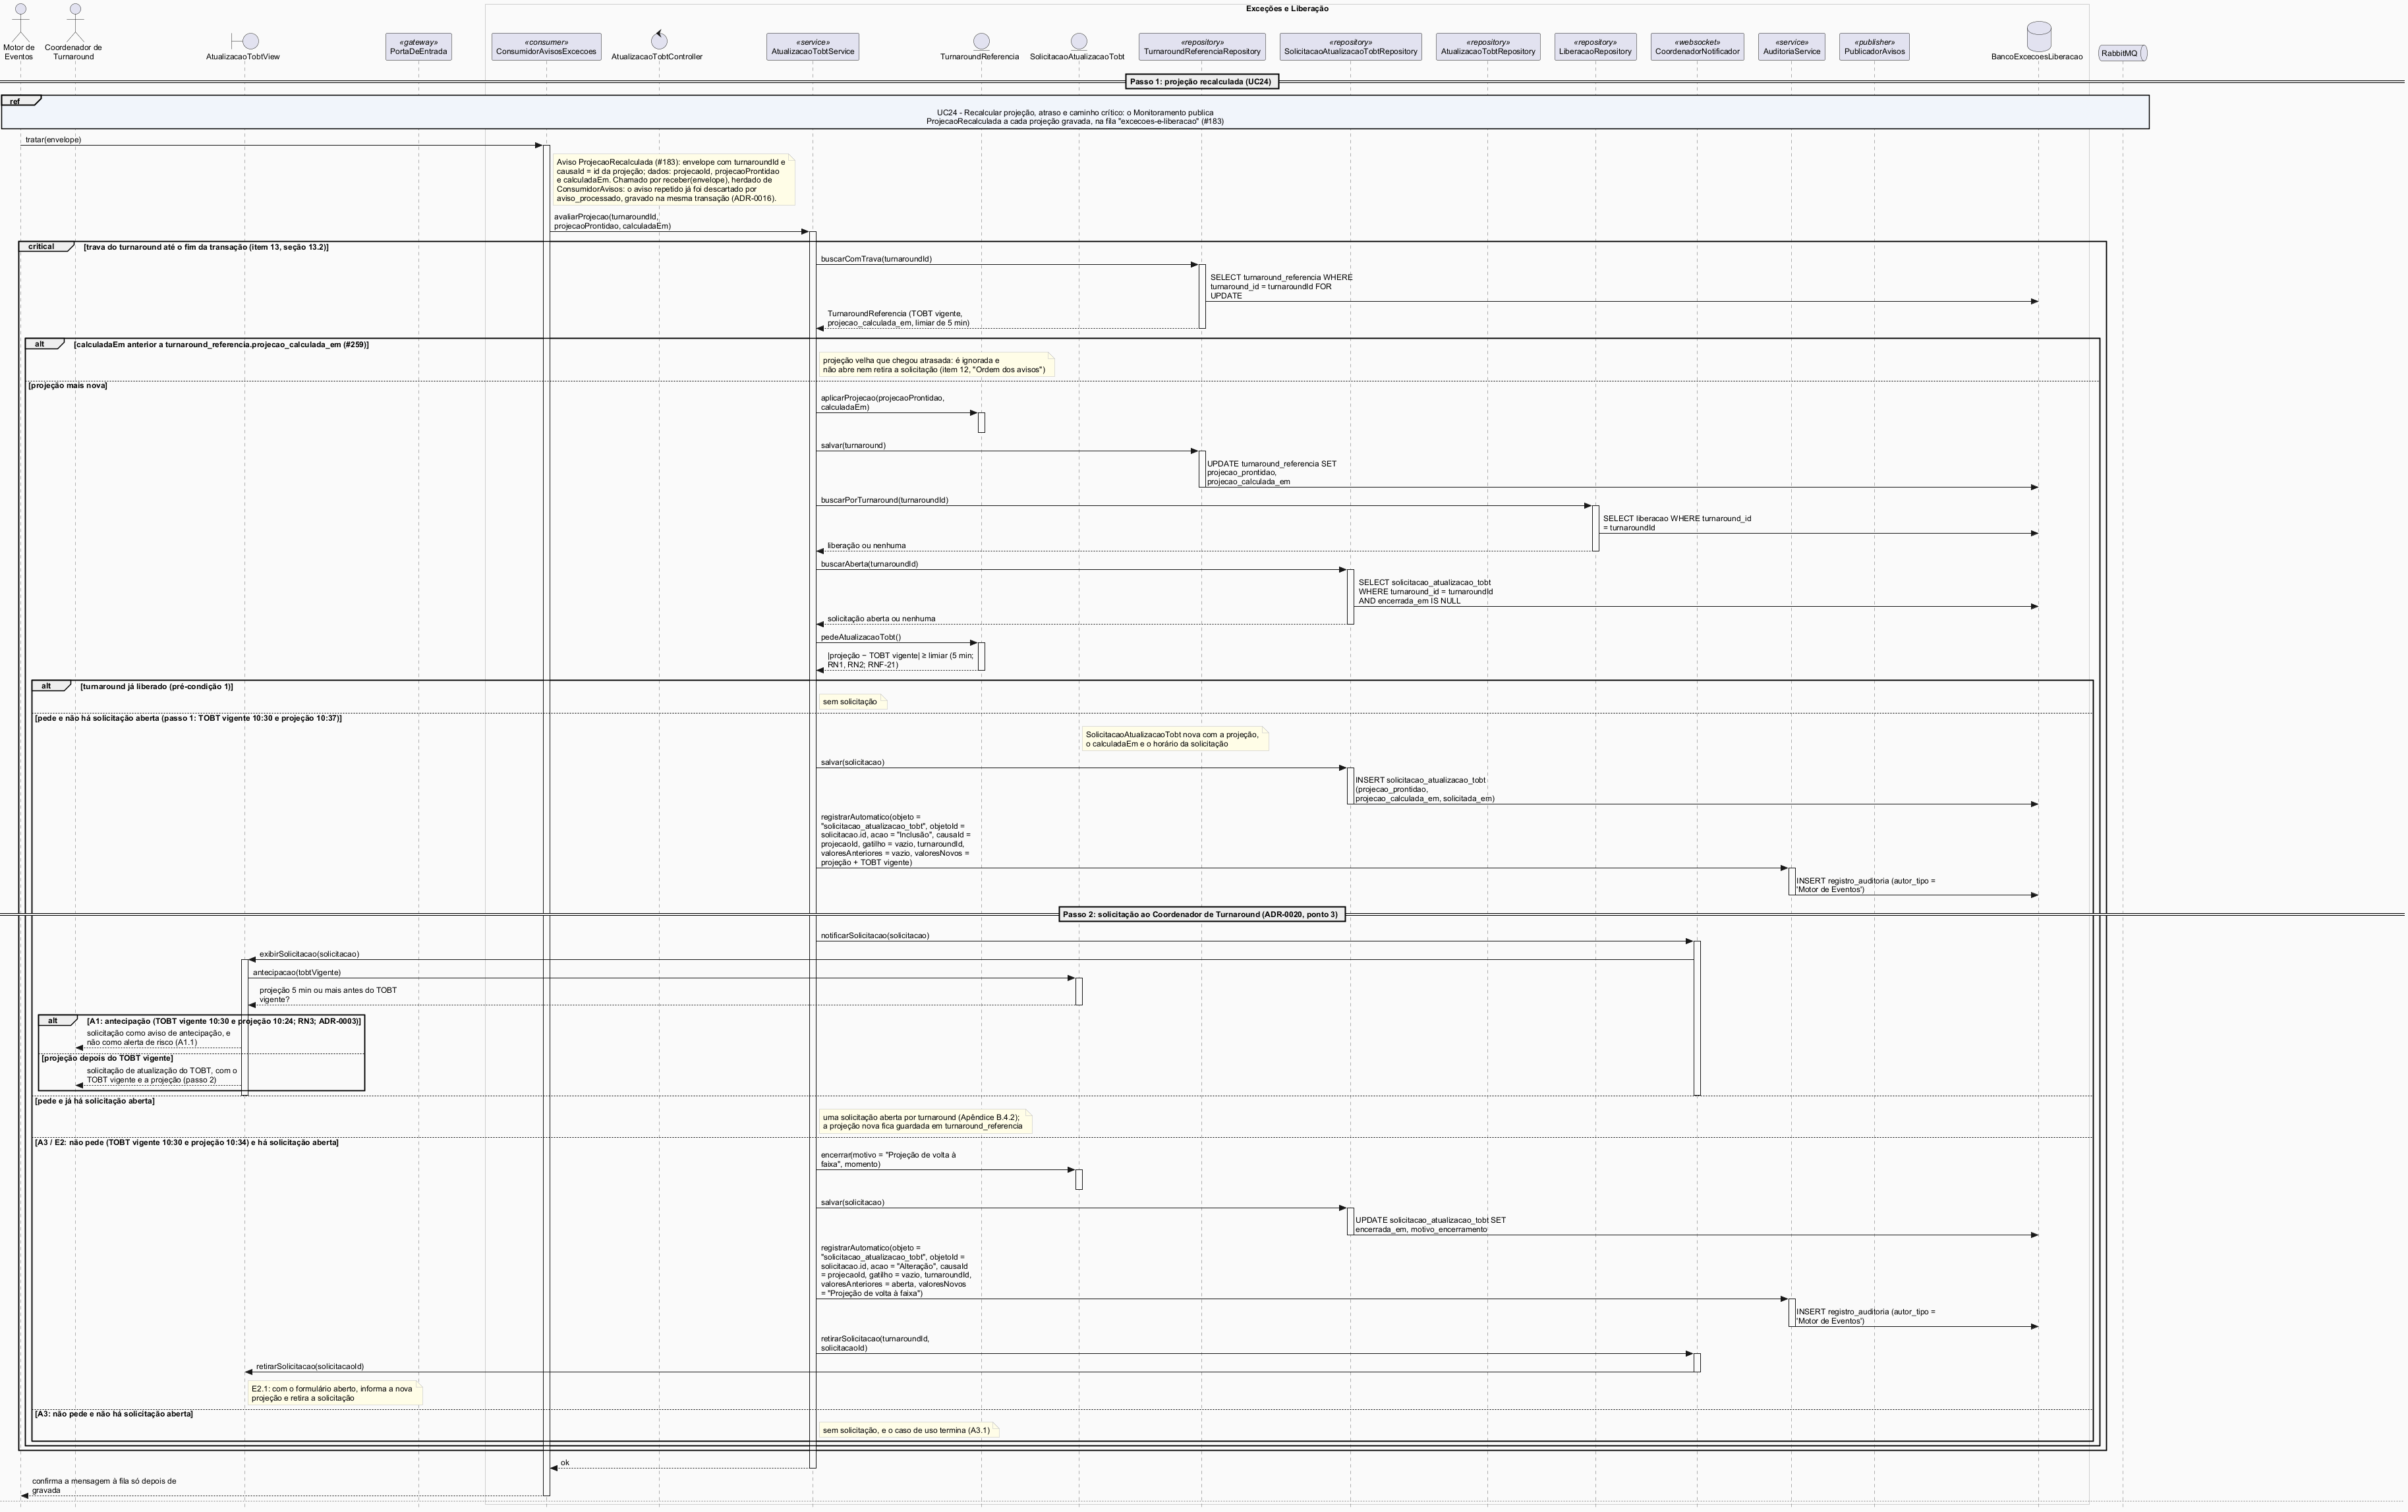 Exceções e Liberação
Motor de
Eventos
Coordenador de
Turnaround
AtualizacaoTobtView
«gateway»
PortaDeEntrada
«consumer»
ConsumidorAvisosExcecoes
AtualizacaoTobtController
«service»
AtualizacaoTobtService
TurnaroundReferencia
SolicitacaoAtualizacaoTobt
«repository»
TurnaroundReferenciaRepository
«repository»
SolicitacaoAtualizacaoTobtRepository
«repository»
AtualizacaoTobtRepository
«repository»
LiberacaoRepository
«websocket»
CoordenadorNotificador
«service»
AuditoriaService
«publisher»
PublicadorAvisos
BancoExcecoesLiberacao
RabbitMQ
Passo 1: projeção recalculada (UC24)
ref
UC24 - Recalcular projeção, atraso e caminho crítico: o Monitoramento publica
ProjecaoRecalculada a cada projeção gravada, na fila "excecoes-e-liberacao" (#183)
tratar(envelope)
Aviso ProjecaoRecalculada (#183): envelope com turnaroundId e
causaId = id da projeção; dados: projecaoId, projecaoProntidao
e calculadaEm. Chamado por receber(envelope), herdado de
ConsumidorAvisos: o aviso repetido já foi descartado por
aviso_processado, gravado na mesma transação (ADR-0016).
avaliarProjecao(turnaroundId,
projecaoProntidao, calculadaEm)
critical
[trava do turnaround até o fim da transação (item 13, seção 13.2)]
buscarComTrava(turnaroundId)
SELECT turnaround_referencia WHERE
turnaround_id = turnaroundId FOR
UPDATE
TurnaroundReferencia (TOBT vigente,
projecao_calculada_em, limiar de 5 min)
alt
[calculadaEm anterior a turnaround_referencia.projecao_calculada_em (#259)]
projeção velha que chegou atrasada: é ignorada e
não abre nem retira a solicitação (item 12, "Ordem dos avisos")
[projeção mais nova]
aplicarProjecao(projecaoProntidao,
calculadaEm)
salvar(turnaround)
UPDATE turnaround_referencia SET
projecao_prontidao,
projecao_calculada_em
buscarPorTurnaround(turnaroundId)
SELECT liberacao WHERE turnaround_id
= turnaroundId
liberação ou nenhuma
buscarAberta(turnaroundId)
SELECT solicitacao_atualizacao_tobt
WHERE turnaround_id = turnaroundId
AND encerrada_em IS NULL
solicitação aberta ou nenhuma
pedeAtualizacaoTobt()
|projeção − TOBT vigente| ≥ limiar (5 min;
RN1, RN2; RNF-21)
alt
[turnaround já liberado (pré-condição 1)]
sem solicitação
[pede e não há solicitação aberta (passo 1: TOBT vigente 10:30 e projeção 10:37)]
SolicitacaoAtualizacaoTobt nova com a projeção,
o calculadaEm e o horário da solicitação
salvar(solicitacao)
INSERT solicitacao_atualizacao_tobt
(projecao_prontidao,
projecao_calculada_em, solicitada_em)
registrarAutomatico(objeto =
"solicitacao_atualizacao_tobt", objetoId =
solicitacao.id, acao = "Inclusão", causaId =
projecaoId, gatilho = vazio, turnaroundId,
valoresAnteriores = vazio, valoresNovos =
projeção + TOBT vigente)
INSERT registro_auditoria (autor_tipo =
'Motor de Eventos')
Passo 2: solicitação ao Coordenador de Turnaround (ADR-0020, ponto 3)
notificarSolicitacao(solicitacao)
exibirSolicitacao(solicitacao)
antecipacao(tobtVigente)
projeção 5 min ou mais antes do TOBT
vigente?
alt
[A1: antecipação (TOBT vigente 10:30 e projeção 10:24; RN3; ADR-0003)]
solicitação como aviso de antecipação, e
não como alerta de risco (A1.1)
[projeção depois do TOBT vigente]
solicitação de atualização do TOBT, com o
TOBT vigente e a projeção (passo 2)
[pede e já há solicitação aberta]
uma solicitação aberta por turnaround (Apêndice B.4.2);
a projeção nova fica guardada em turnaround_referencia
[A3 / E2: não pede (TOBT vigente 10:30 e projeção 10:34) e há solicitação aberta]
encerrar(motivo = "Projeção de volta à
faixa", momento)
salvar(solicitacao)
UPDATE solicitacao_atualizacao_tobt SET
encerrada_em, motivo_encerramento
registrarAutomatico(objeto =
"solicitacao_atualizacao_tobt", objetoId =
solicitacao.id, acao = "Alteração", causaId
= projecaoId, gatilho = vazio, turnaroundId,
valoresAnteriores = aberta, valoresNovos
= "Projeção de volta à faixa")
INSERT registro_auditoria (autor_tipo =
'Motor de Eventos')
retirarSolicitacao(turnaroundId,
solicitacaoId)
retirarSolicitacao(solicitacaoId)
E2.1: com o formulário aberto, informa a nova
projeção e retira a solicitação
[A3: não pede e não há solicitação aberta]
sem solicitação, e o caso de uso termina (A3.1)
ok
confirma a mensagem à fila só depois de
gravada